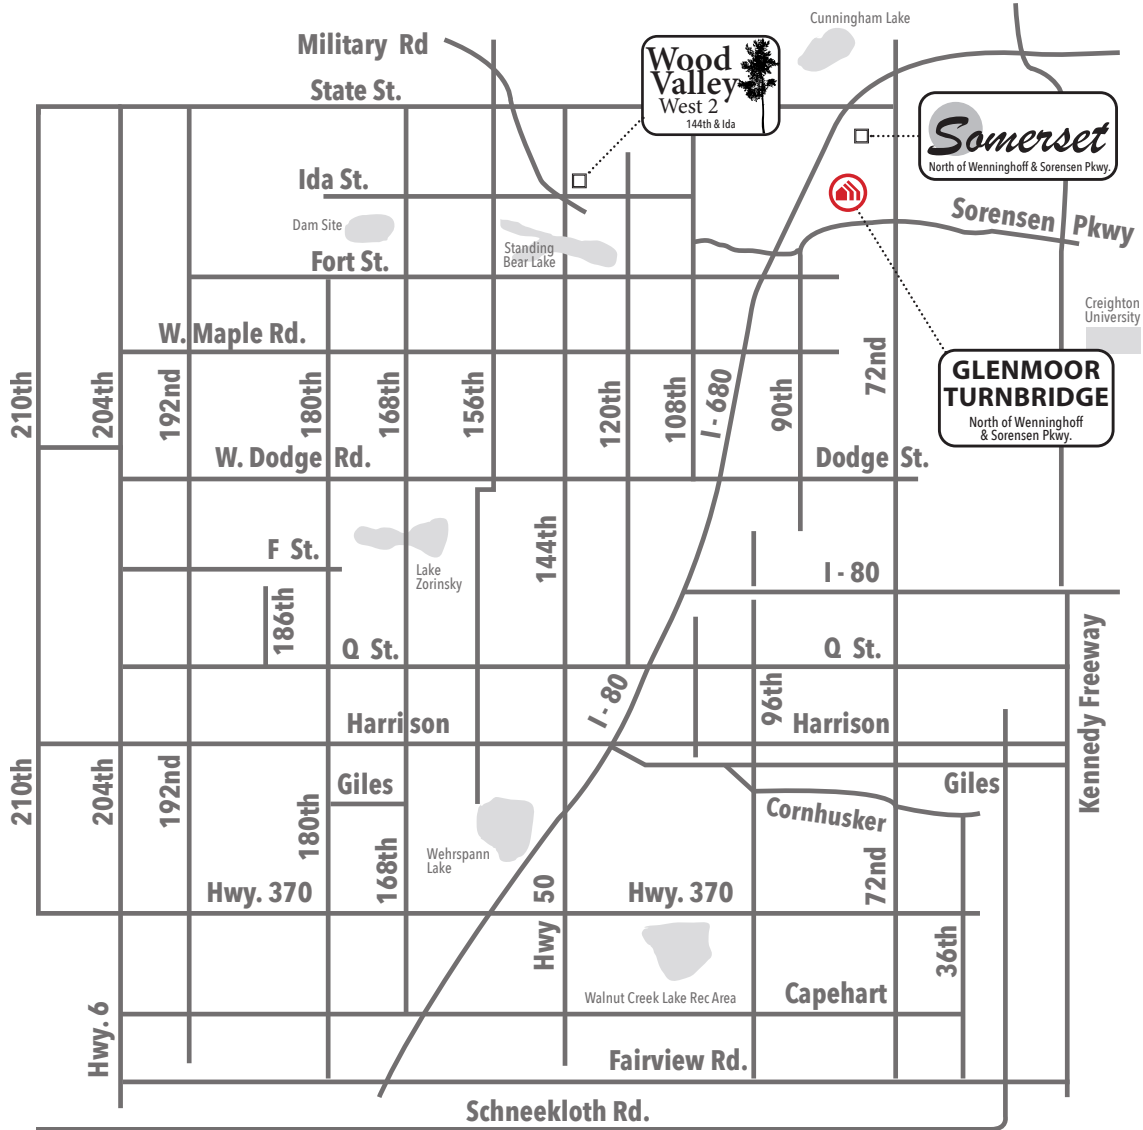 Cunningham Lake
Military Rd
Wood
Valley
West 2
144th & Ida
State St.
Somerset
North of Wenninghoff & Sorensen Pkwy.
Ida St.
Sorensen Pkwy
Dam Site
Standing
Bear Lake
Fort St.
Creighton
University
W. Maple Rd.
GLENMOOR
TURNBRIDGE
North of Wenninghoff
& Sorensen Pkwy.
210th
204th
192nd
180th
168th
156th
120th
108th
I - 680
90th
72nd
W. Dodge Rd.
Dodge St.
F St.
Lake
Zorinsky
144th
I - 80
186th
Q St.
Q St.
I - 80
96th
Kennedy Freeway
Harrison
Harrison
210th
204th
192nd
180th
Giles
168th
Giles
Cornhusker
Wehrspann
Lake
72nd
Hwy. 370
Hwy 50
Hwy. 370
36th
Walnut Creek Lake Rec Area
Capehart
Hwy. 6
Fairview Rd.
Schneekloth Rd.